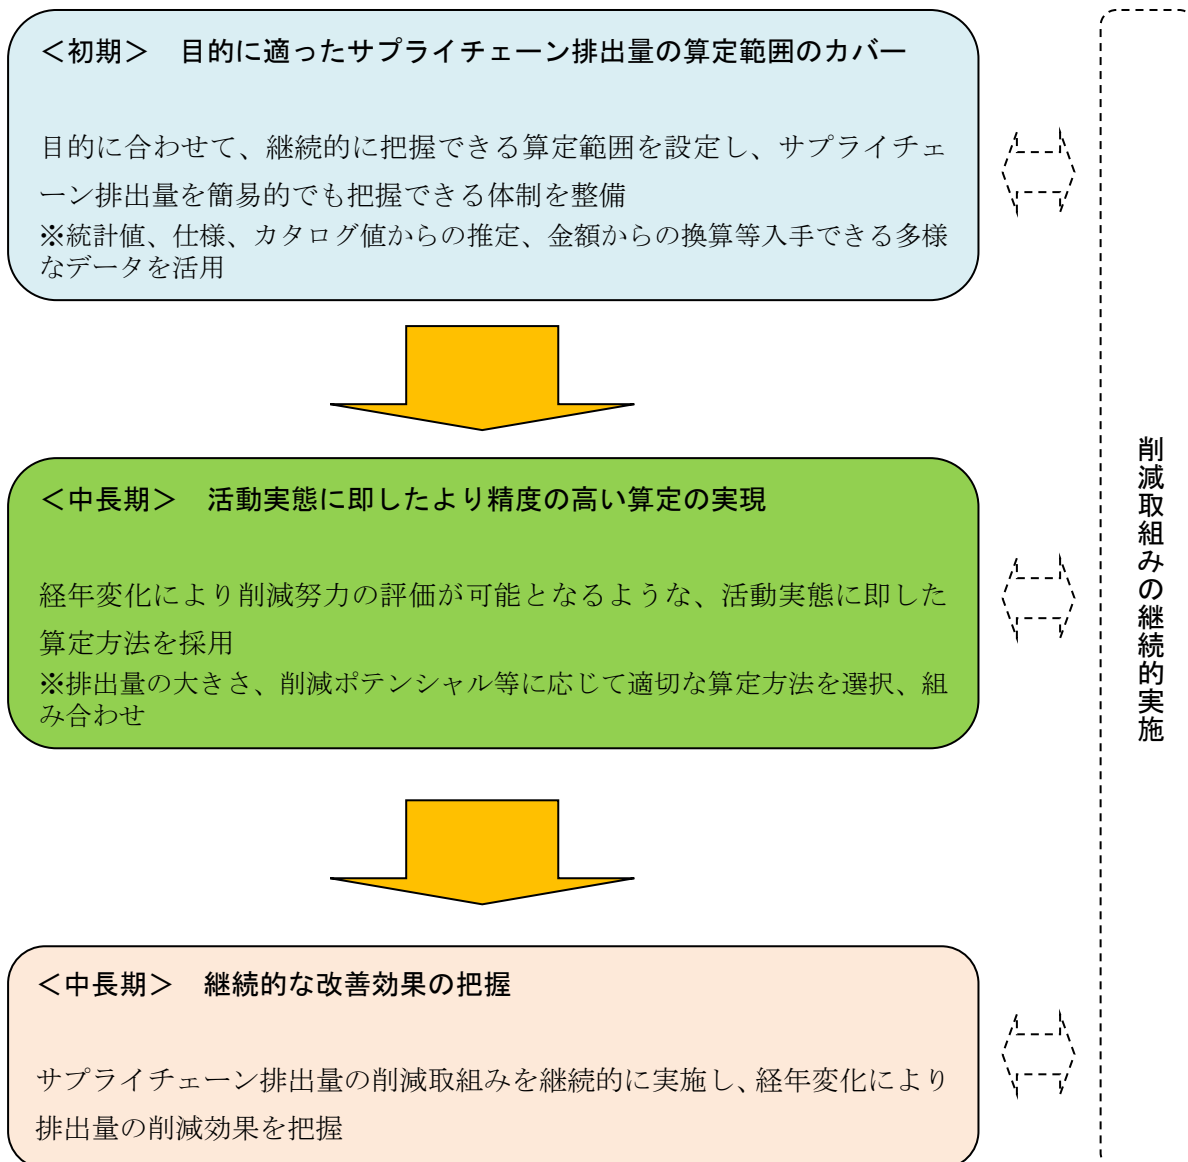 ＜初期＞　目的に適ったサプライチェーン排出量の算定範囲のカバー
目的に合わせて、継続的に把握できる算定範囲を設定し、サプライチェ
ーン排出量を簡易的でも把握できる体制を整備
※統計値、仕様、カタログ値からの推定、金額からの換算等入手できる多様
なデータを活用
＜中長期＞　活動実態に即したより精度の高い算定の実現
経年変化により削減努力の評価が可能となるような、活動実態に即した
算定方法を採用
※排出量の大きさ、削減ポテンシャル等に応じて適切な算定方法を選択、組
み合わせ
＜中長期＞　継続的な改善効果の把握
サプライチェーン排出量の削減取組みを継続的に実施し、経年変化により
排出量の削減効果を把握
削減取組みの継続的実施